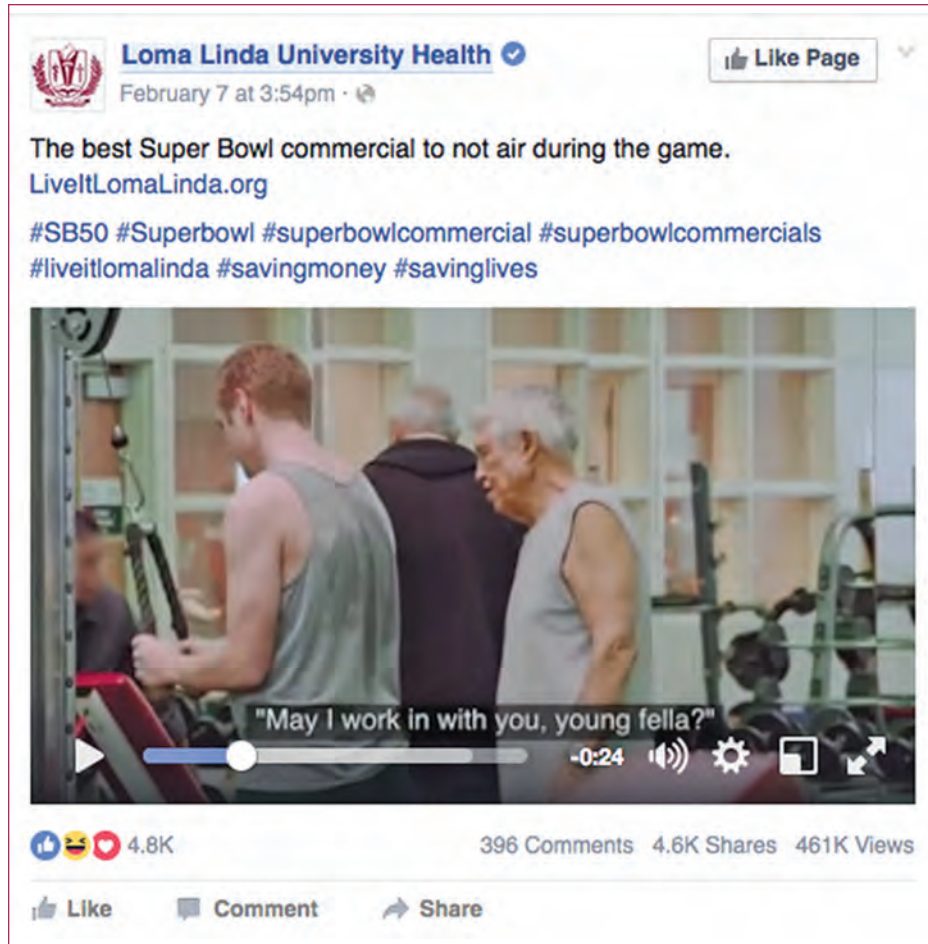 Loma Linda University Health
Like Page
February 7 at 3:54pm ·
The best Super Bowl commercial to not air during the game.
LiveItLomaLinda.org
#SB50 #Superbowl #superbowlcommercial #superbowlcommercials
#liveitlomalinda #savingmoney #savinglives
"May I work in with you, young fella?"
-0:24
4.8K
396 Comments 4.6K Shares 461K Views
Like Comment Share